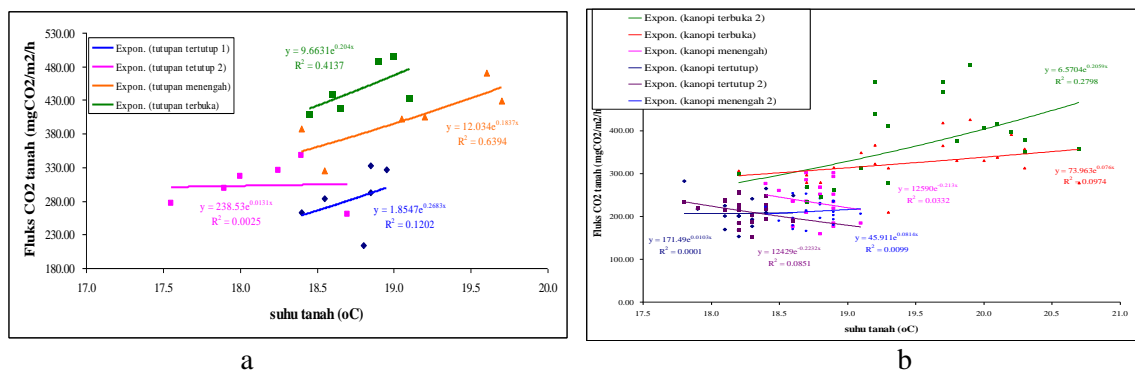 530.00
480.00
430.00
380.00
330.00
280.00
230.00
180.00
Fluks CO2 tanah (mgCO2/m2/h
Expon. (tutupan tertutup 1)
Expon. (tutupan tetutup 2)
Expon. (tutupan menengah)
Expon. (tutupan terbuka)
y = 9.6631e^0.204x
R² = 0.4137
y = 12.034e^0.1837x
R² = 0.6394
y = 238.53e^0.0131x
R² = 0.0025
y = 1.8547e^0.2683x
R² = 0.1202
17.0 17.5 18.0 18.5 19.0 19.5 20.0
suhu tanah (oC)
a
Expon. (kanopi terbuka 2)
Expon. (kanopi terbuka)
Expon. (kanopi menengah)
Expon. (kanopi tertutup)
Expon. (kanopi tertutup 2)
Expon. (kanopi menengah 2)
400.00
300.00
200.00
100.00
0.00
Fluks CO2 tanah (mgCO2/m2/h
y = 6.5704e^0.2059x
R² = 0.2798
y = 73.963e^0.076x
R² = 0.0974
y = 12590e^-0.213x
R² = 0.0332
y = 171.49e^0.0103x
R² = 0.0001
y = 12429e^-0.2232x
R² = 0.0851
y = 45.911e^0.0816x
R² = 0.0099
17.5 18.0 18.5 19.0 19.5 20.0 20.5 21.0
suhu tanah (oC)
b